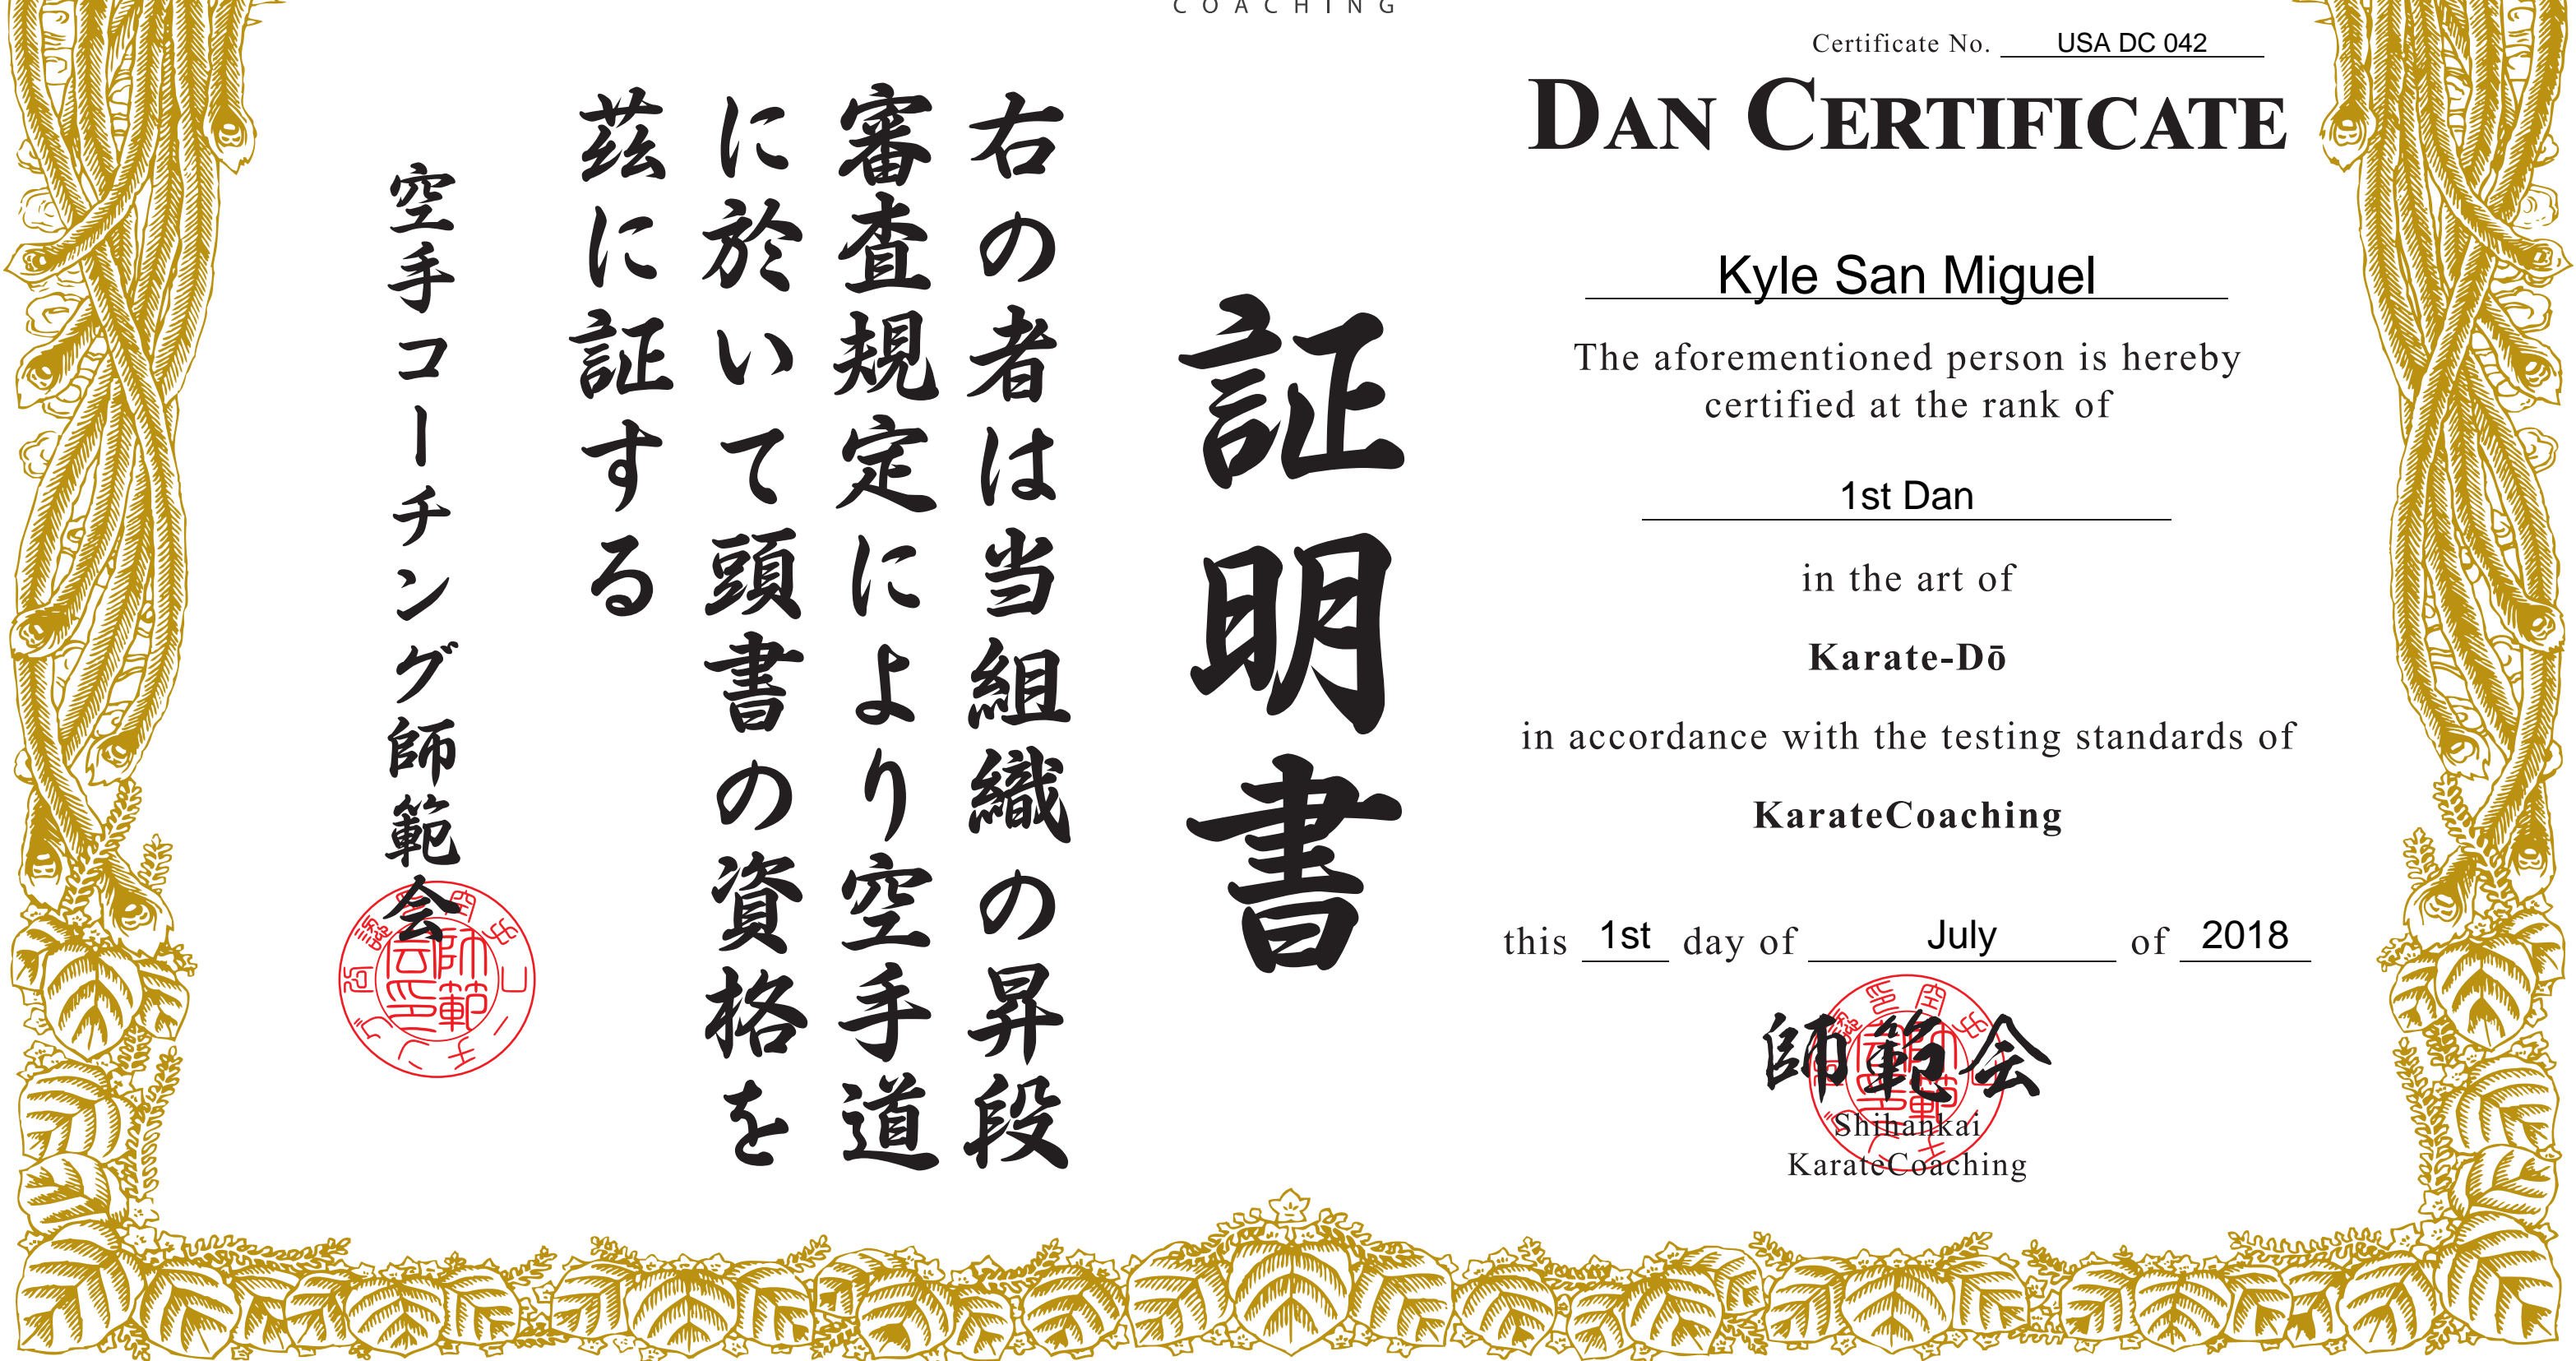 COACHING
Certificate No. USA DC 042
DAN CERTIFICATE
Kyle San Miguel
The aforementioned person is hereby
certified at the rank of
1st Dan
in the art of
Karate-Dō
in accordance with the testing standards of
KarateCoaching
this 1st day of July of 2018
師範会
Shihankai
KarateCoaching
証明書
右の者は当組織の昇段
審査規定により空手道
に於いて頭書の資格を
茲に証する
空手コーチング師範会